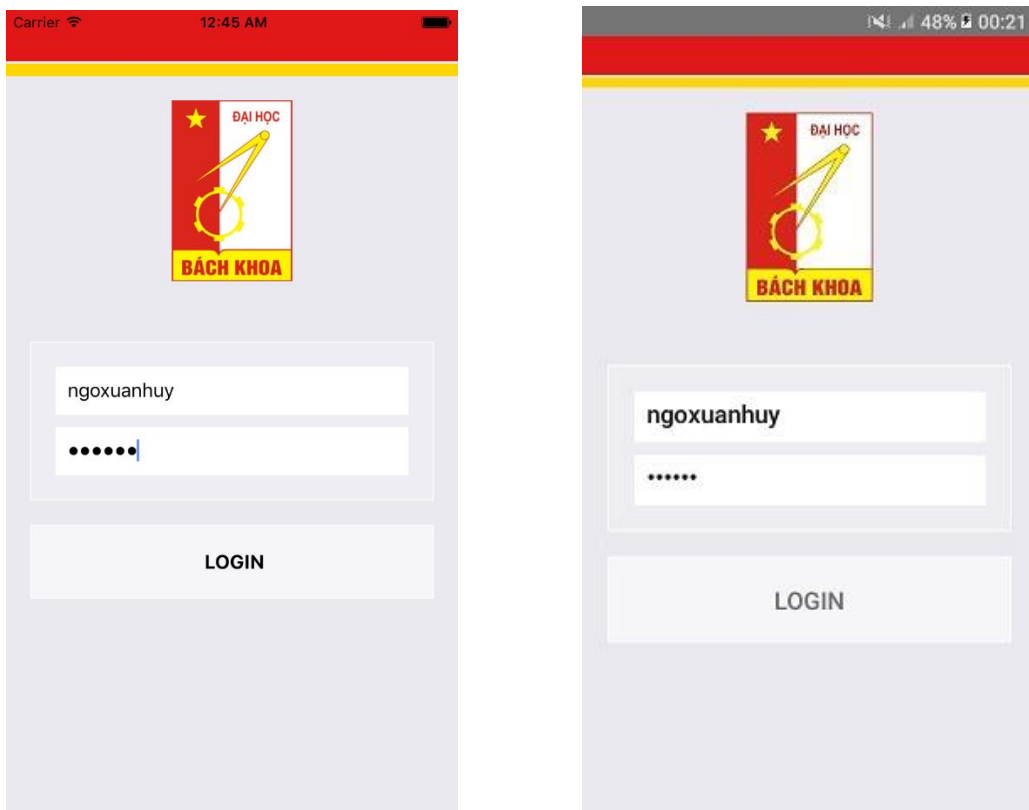 Carrier 12:45 AM
ĐẠI HỌC
BÁCH KHOA
ngoxuanhuy
••••••
LOGIN
48% 00:21
ĐẠI HỌC
BÁCH KHOA
ngoxuanhuy
••••••
LOGIN